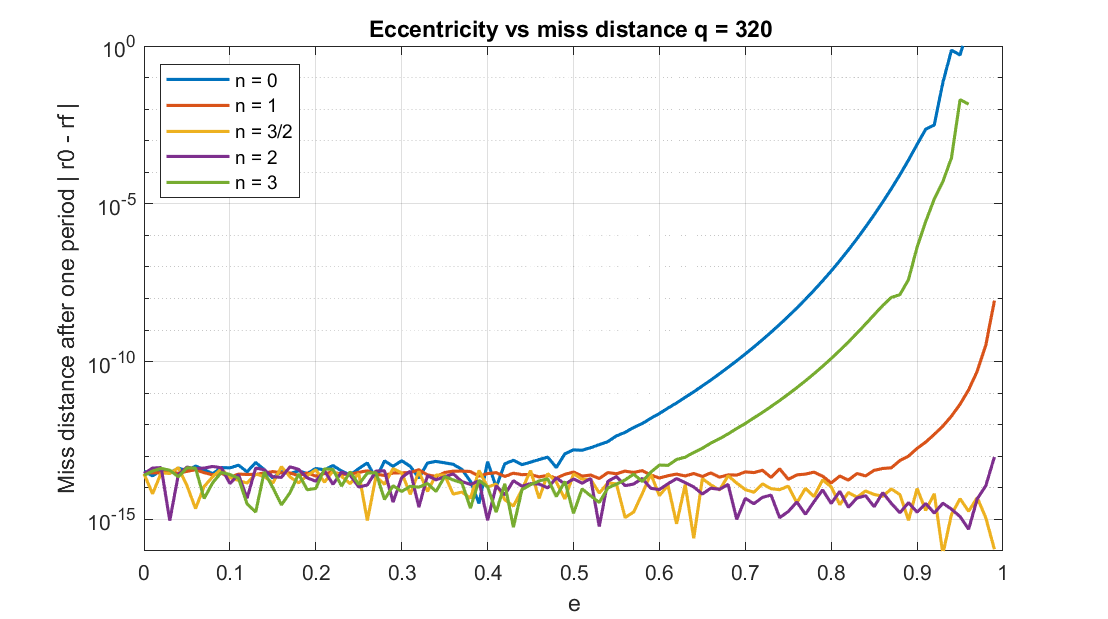 Eccentricity vs miss distance q = 320
10^0
10^-5
10^-10
10^-15
Miss distance after one period | r0 - rf |
n = 0
n = 1
n = 3/2
n = 2
n = 3
0 0.1 0.2 0.3 0.4 0.5 0.6 0.7 0.8 0.9 1
e